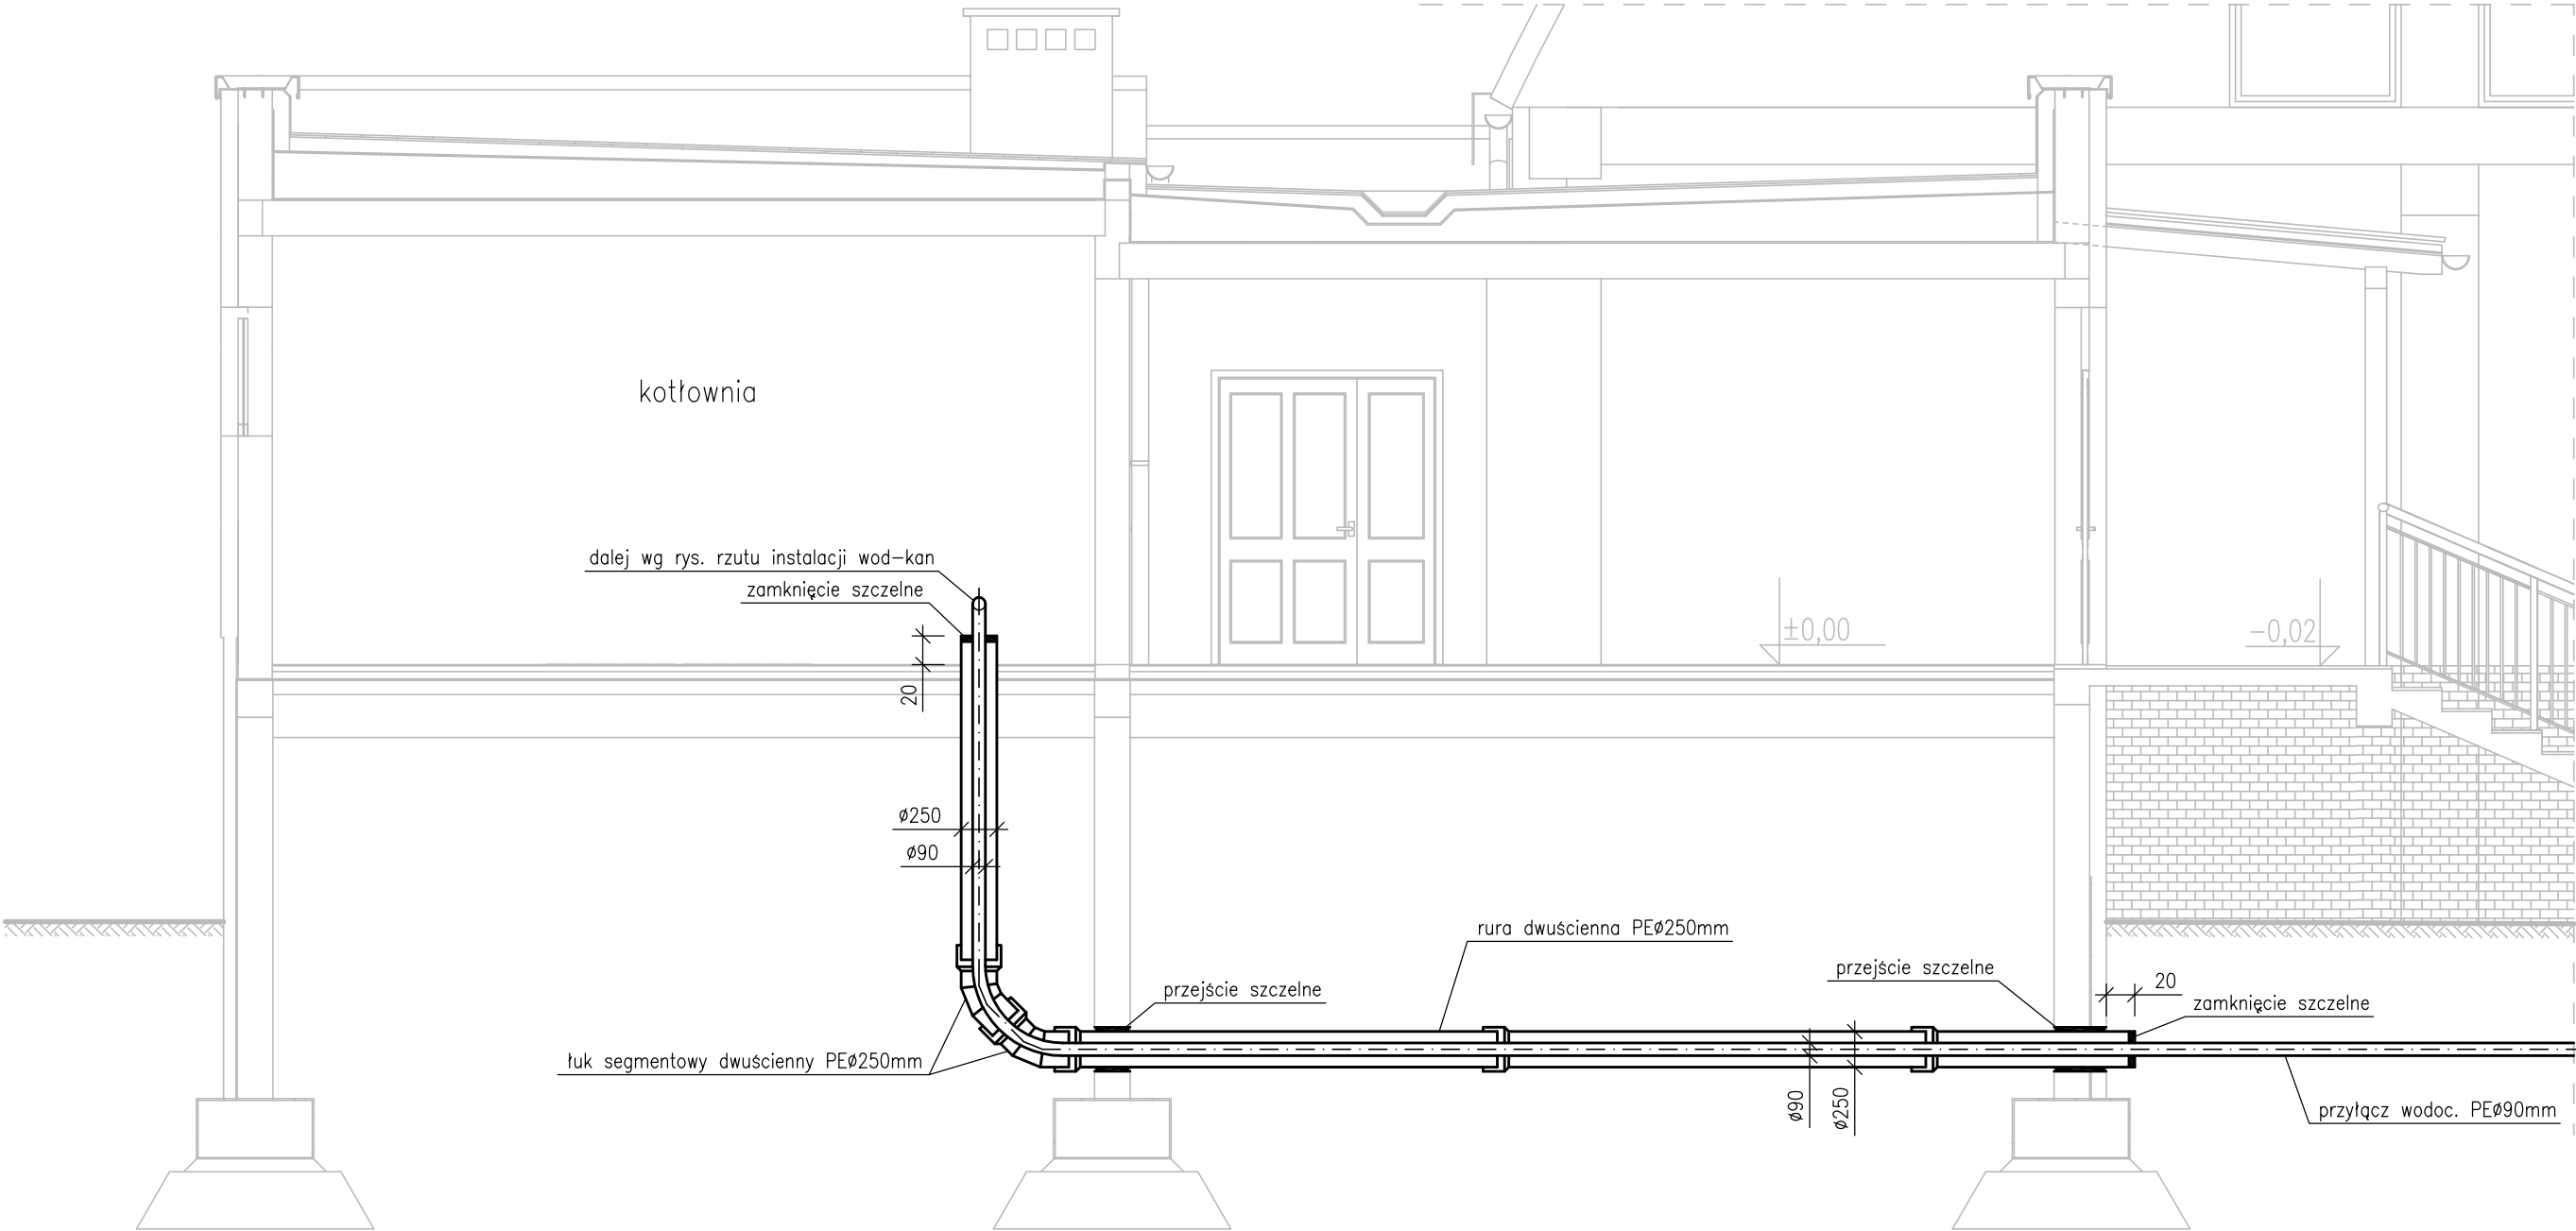 kotłownia
dalej wg rys. rzutu instalacji wod-kan
zamknięcie szczelne
±0,00
-0,02
20
ø250
ø90
rura dwuścienna PEø250mm
przejście szczelne
przejście szczelne
20
zamknięcie szczelne
łuk segmentowy dwuścienny PEø250mm
ø90
ø250
przyłącz wodoc. PEø90mm